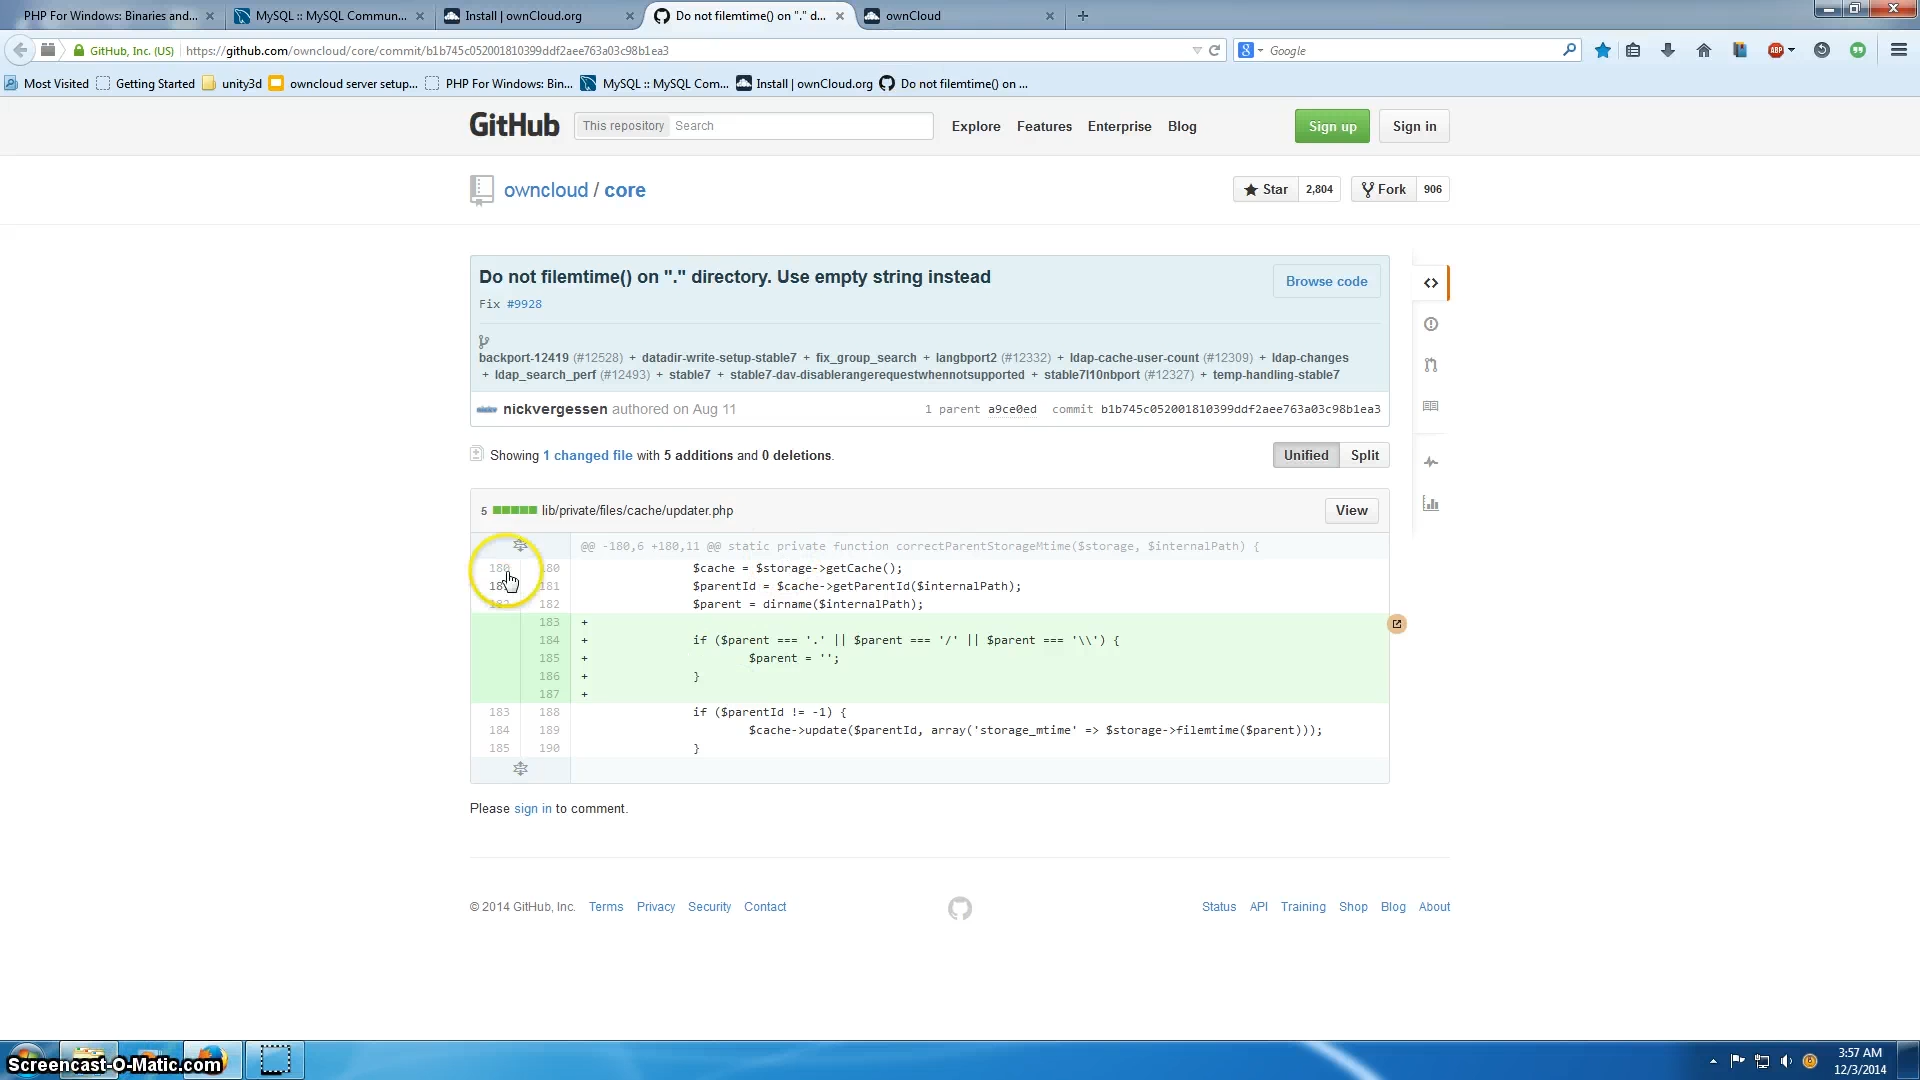 PHP For Windows: Binaries and...
MySQL :: MySQL Commun...
Install | ownCloud.org
Do not filemtime() on "." d...
ownCloud
GitHub, Inc. (US)
https://github.com/owncloud/core/commit/b1b745c052001810399ddf2aee763a03c98b1ea3
Google
ABP
Most Visited
Getting Started
unity3d
owncloud server setup...
PHP For Windows: Bin...
MySQL :: MySQL Com...
Install | ownCloud.org
Do not filemtime() on ...
GitHub
This repository
Search
Explore
Features
Enterprise
Blog
Sign up
Sign in
owncloud / core
Star 2,804
Fork 906
Do not filemtime() on "." directory. Use empty string instead
Browse code
Fix #9928
backport-12419 (#12528) + datadir-write-setup-stable7 + fix_group_search + langbport2 (#12332) + ldap-cache-user-count (#12309) + ldap-changes
+ ldap_search_perf (#12493) + stable7 + stable7-dav-disablerangerequestwhennotsupported + stable7l10nbport (#12327) + temp-handling-stable7
nickvergessen authored on Aug 11
1 parent a9ce0ed commit b1b745c052001810399ddf2aee763a03c98b1ea3
Showing 1 changed file with 5 additions and 0 deletions.
Unified
Split
5 lib/private/files/cache/updater.php
View
@@ -180,6 +180,11 @@ static private function correctParentStorageMtime($storage, $internalPath) {
180 180 $cache = $storage->getCache();
181 $parentId = $cache->getParentId($internalPath);
182 182 $parent = dirname($internalPath);
183 +
184 + if ($parent === '.' || $parent === '/' || $parent === '\\') {
185 + $parent = '';
186 + }
187 +
183 188 if ($parentId != -1) {
184 189 $cache->update($parentId, array('storage_mtime' => $storage->filemtime($parent)));
185 190 }
Please sign in to comment.
© 2014 GitHub, Inc.
Terms
Privacy
Security
Contact
Status
API
Training
Shop
Blog
About
Screencast-O-Matic.com
3:57 AM
12/3/2014